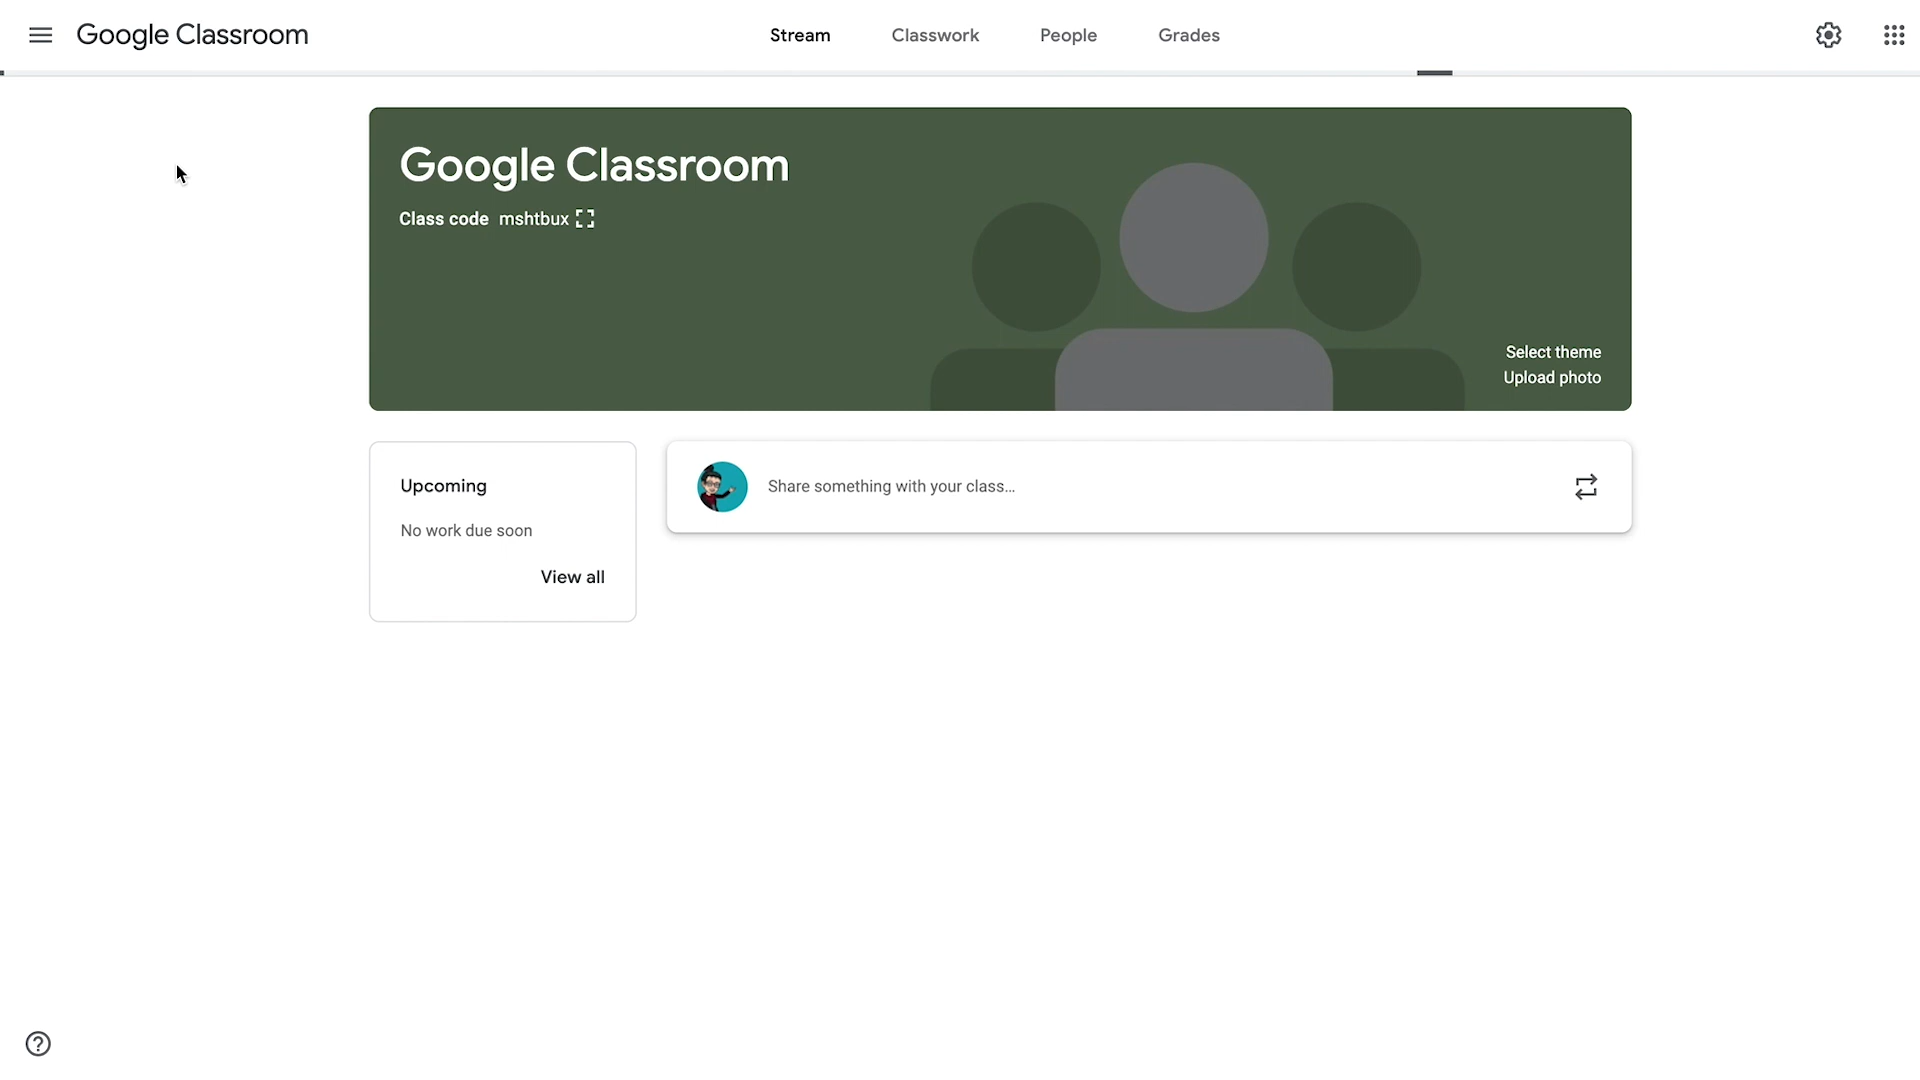 Google Classroom
Stream Classwork People Grades
Google Classroom
Class code mshtbux
Select theme
Upload photo
Upcoming
No work due soon
View all
Share something with your class...